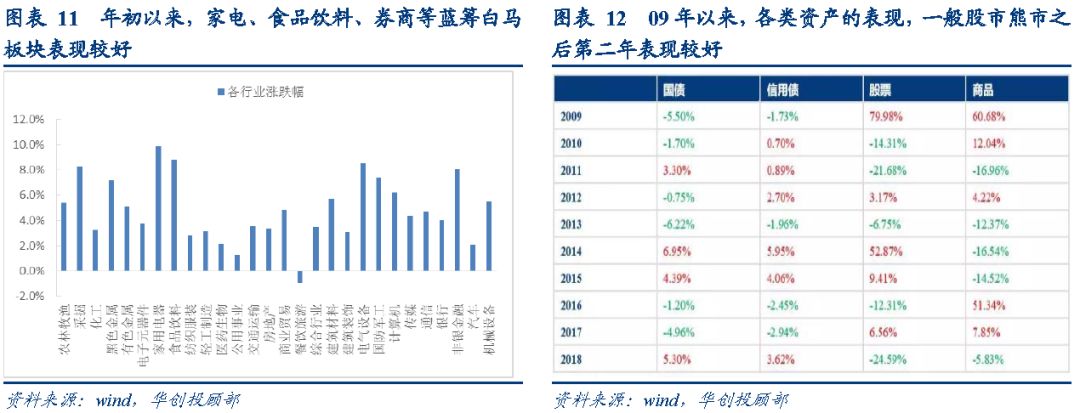 图表 11 年初以来，家电、食品饮料、券商等蓝筹白马
板块表现较好
各行业涨跌幅
12.0%
10.0%
8.0%
6.0%
4.0%
2.0%
0.0%
-2.0%
农林牧渔
采掘
化工
黑色金属
有色金属
电子元器件
家用电器
食品饮料
纺织服装
轻工制造
医药生物
公用事业
交通运输
房地产
商业贸易
餐饮旅游
综合行业
建筑材料
建筑装饰
电气设备
国防军工
计算机
传媒
通信
银行
非银金融
汽车
机械设备
资料来源：wind，华创投顾部
图表 12 09年以来，各类资产的表现，一般股市熊市之
后第二年表现较好
国债 信用债 股票 商品
2009 -5.50% -1.73% 79.98% 60.68%
2010 -1.70% 0.70% -14.31% 12.04%
2011 3.30% 0.89% -21.68% -16.96%
2012 -0.75% 2.70% 3.17% 4.22%
2013 -6.22% -1.96% -6.75% -12.37%
2014 6.95% 5.95% 52.87% -16.54%
2015 4.39% 4.06% 9.41% -14.52%
2016 -1.20% -2.45% -12.31% 51.34%
2017 -4.96% -2.94% 6.56% 7.85%
2018 5.30% 3.62% -24.59% -5.83%
资料来源：wind，华创投顾部